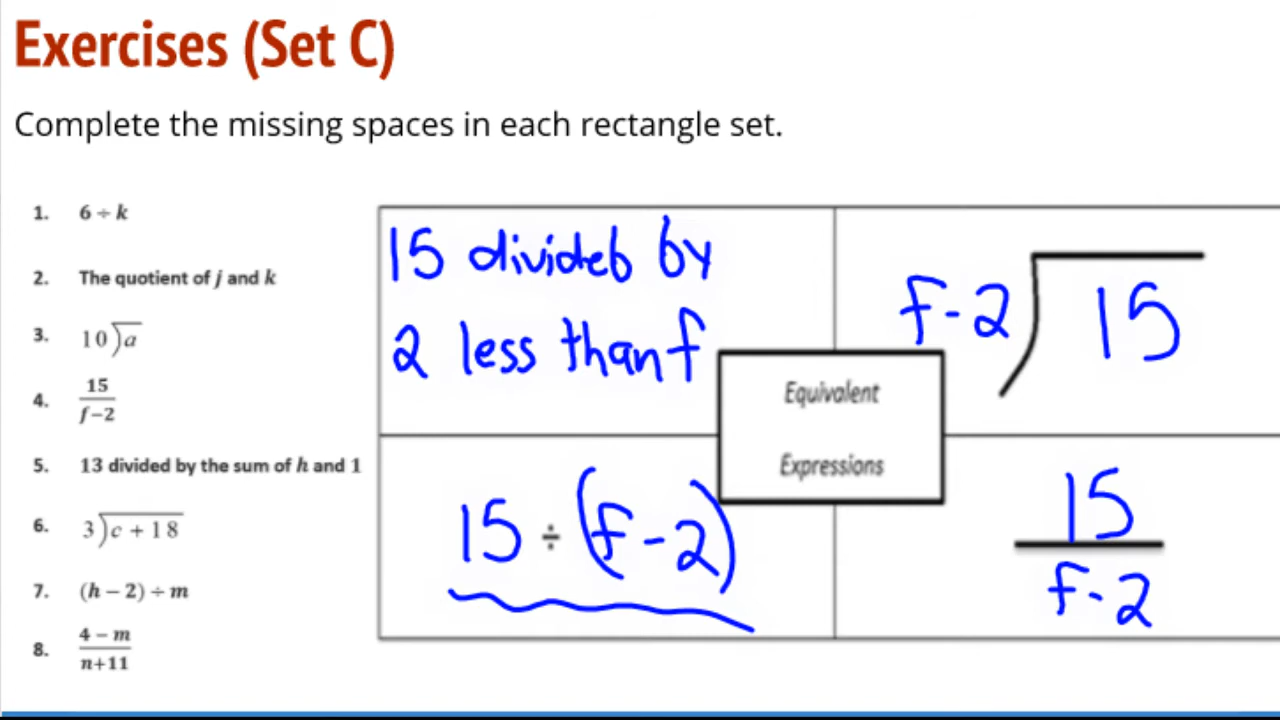 Exercises (Set C)
Complete the missing spaces in each rectangle set.
1. 6 ÷ k
2. The quotient of j and k
3. 10)a
4. 15
f−2
5. 13 divided by the sum of h and 1
6. 3)c + 18
7. (h − 2) ÷ m
8. 4 − m
n+11
15 divided by
2 less than f
f-2 ) 15
Equivalent
Expressions
15 ÷ (f-2)
15
f-2